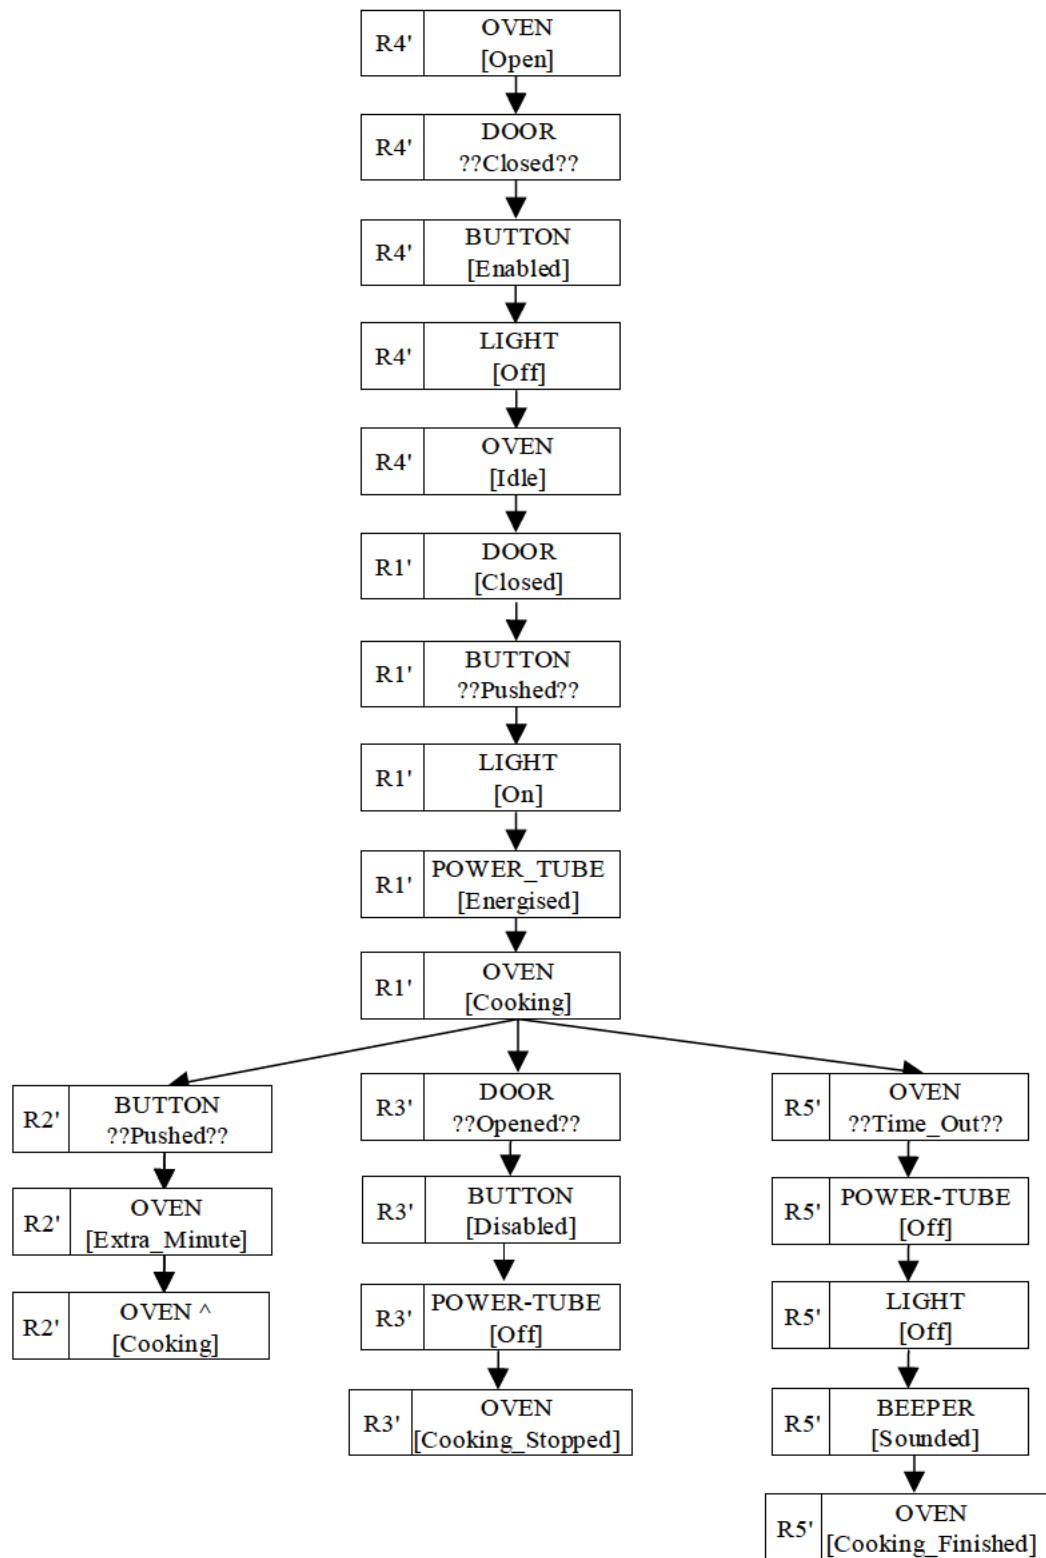 R4'
OVEN
[Open]
R4'
DOOR
??Closed??
R4'
BUTTON
[Enabled]
R4'
LIGHT
[Off]
R4'
OVEN
[Idle]
R1'
DOOR
[Closed]
R1'
BUTTON
??Pushed??
R1'
LIGHT
[On]
R1'
POWER_TUBE
[Energised]
R1'
OVEN
[Cooking]
R2'
BUTTON
??Pushed??
R2'
OVEN
[Extra_Minute]
R2'
OVEN ^
[Cooking]
R3'
DOOR
??Opened??
R3'
BUTTON
[Disabled]
R3'
POWER-TUBE
[Off]
R3'
OVEN
[Cooking_Stopped]
R5'
OVEN
??Time_Out??
R5'
POWER-TUBE
[Off]
R5'
LIGHT
[Off]
R5'
BEEPER
[Sounded]
R5'
OVEN
[Cooking_Finished]